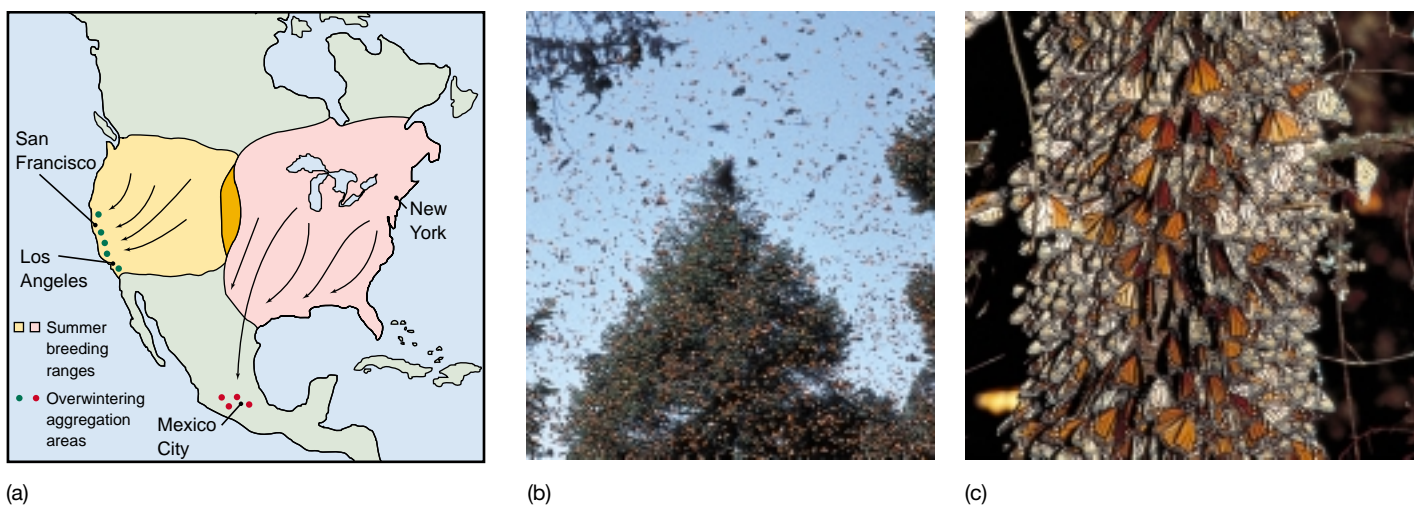 San
Francisco
New
York
Los
Angeles
Summer
breeding
ranges
Overwintering
aggregation
areas
Mexico
City
(a)
(b)
(c)